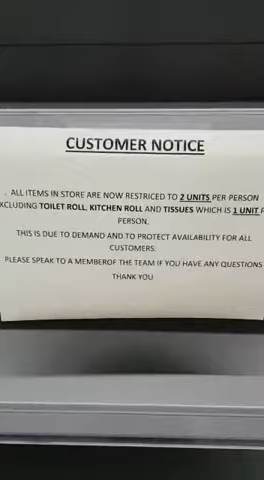 CUSTOMER NOTICE
ALL ITEMS IN STORE ARE NOW RESTRICED TO 2 UNITS PER PERSON
XCLUDING TOILET ROLL, KITCHEN ROLL AND TISSUES WHICH IS 1 UNIT P
PERSON.
THIS IS DUE TO DEMAND AND TO PROTECT AVAILABILITY FOR ALL
CUSTOMERS.
PLEASE SPEAK TO A MEMBEROF THE TEAM IF YOU HAVE ANY QUESTIONS
THANK YOU